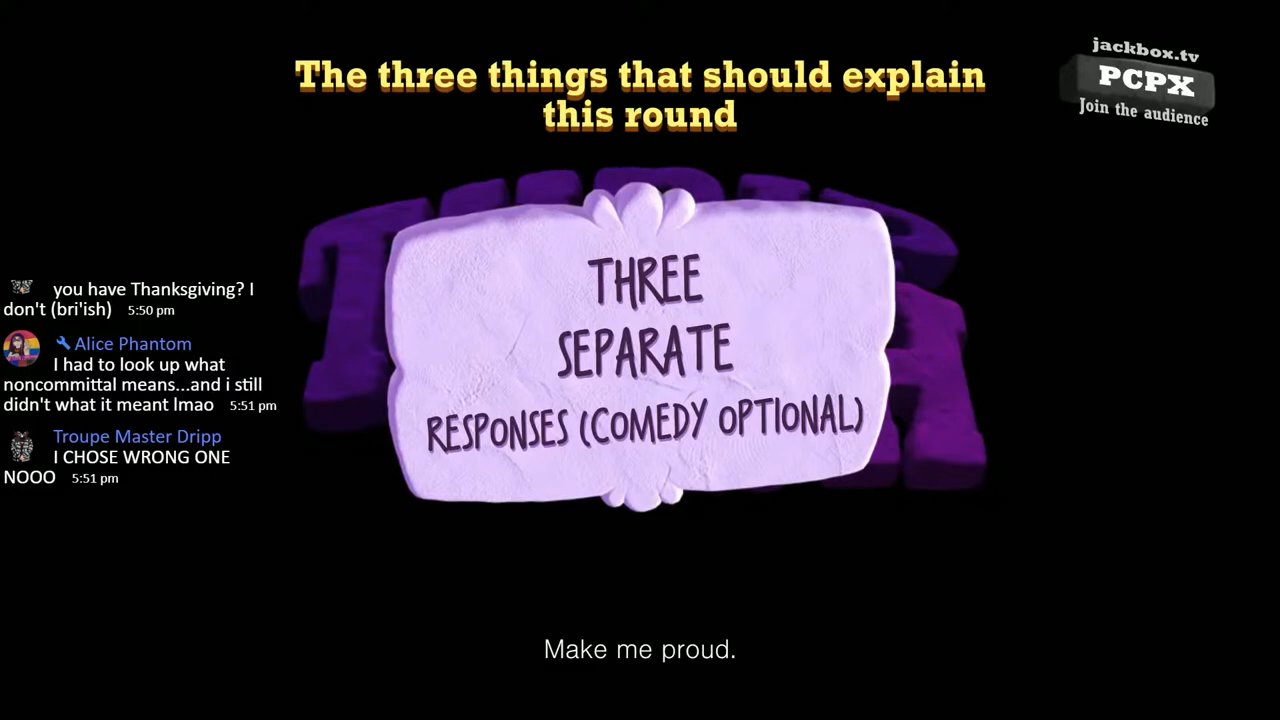 The three things that should explain
this round
jackbox.tv
PCPX
Join the audience
THREE
SEPARATE
RESPONSES (COMEDY OPTIONAL)
you have Thanksgiving? I
don't (bri'ish) 5:50 pm
Alice Phantom
I had to look up what
noncommittal means...and i still
didn't what it meant lmao 5:51 pm
Troupe Master Dripp
I CHOSE WRONG ONE
NOOO 5:51 pm
Make me proud.